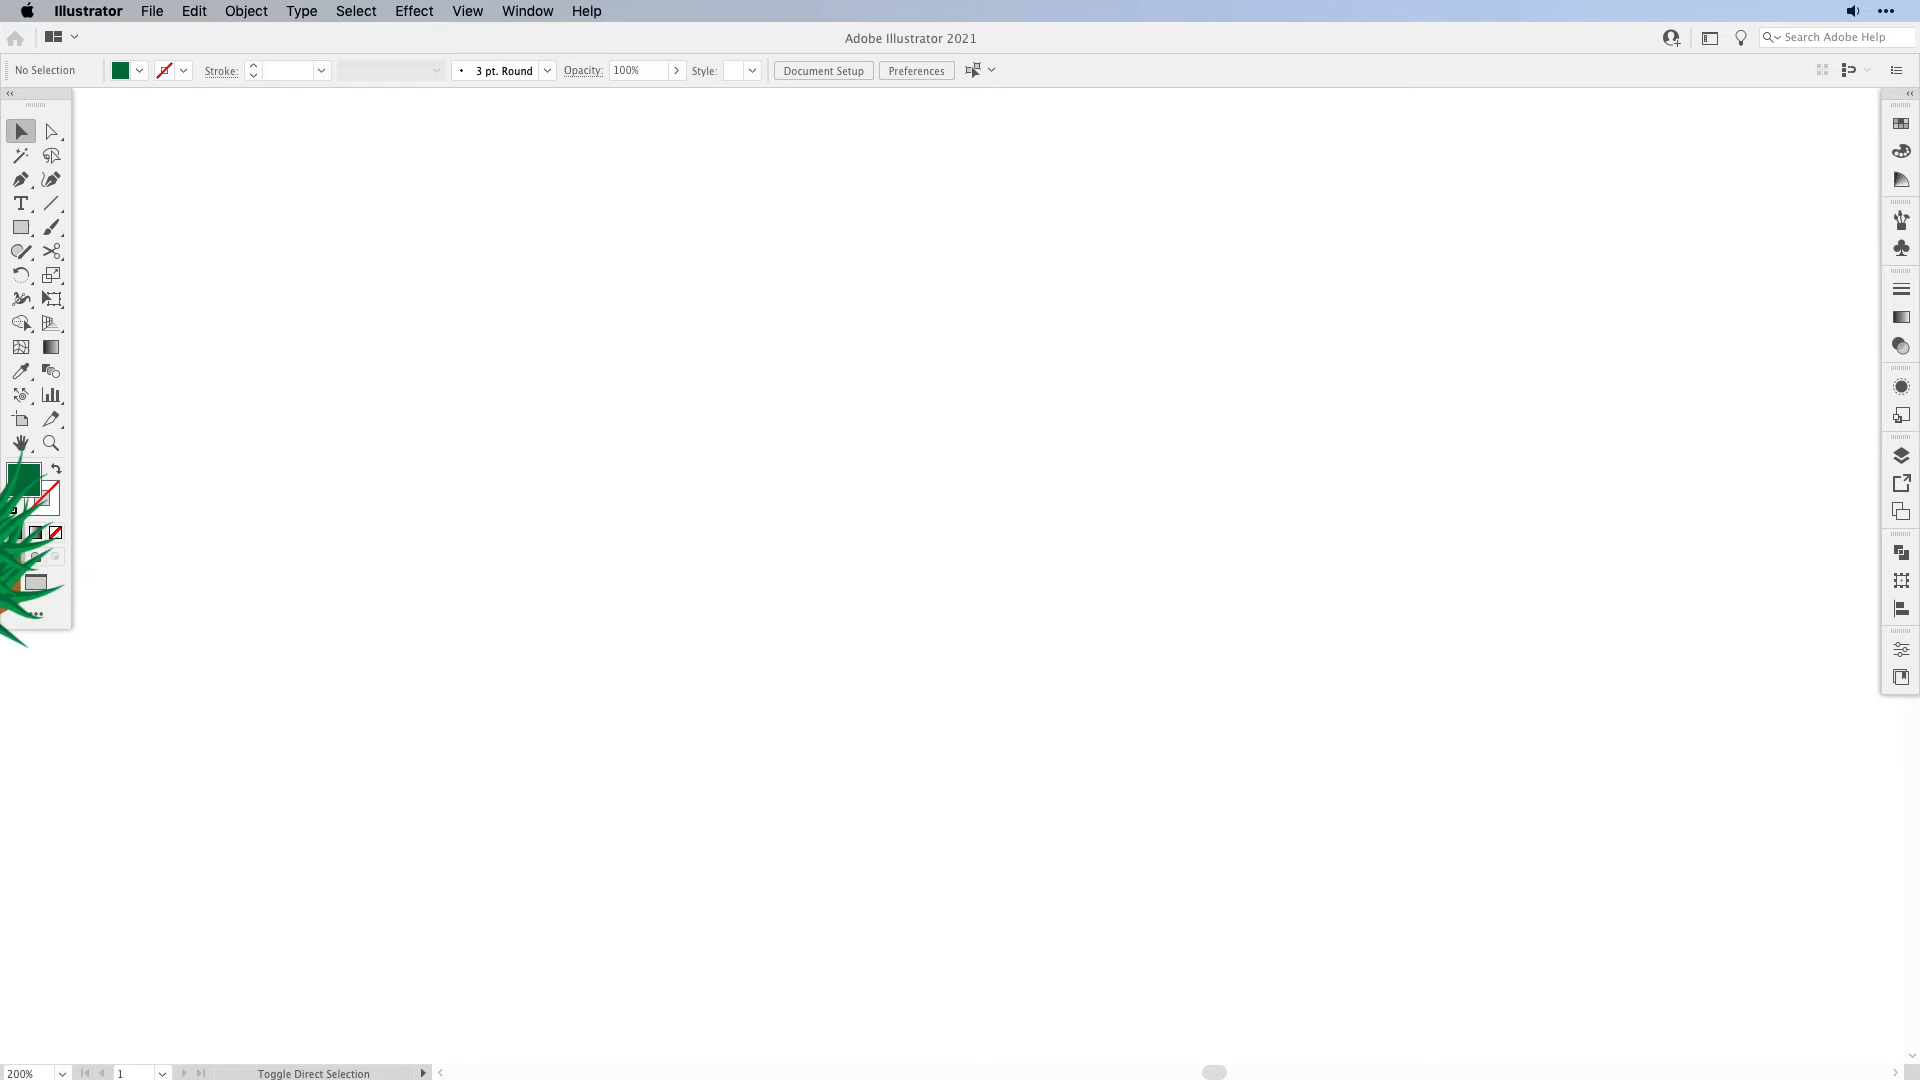 Illustrator File Edit Object Type Select Effect View Window Help
Adobe Illustrator 2021
Search Adobe Help
No Selection Stroke: 3 pt. Round Opacity: 100% Style: Document Setup Preferences
200% 1 Toggle Direct Selection